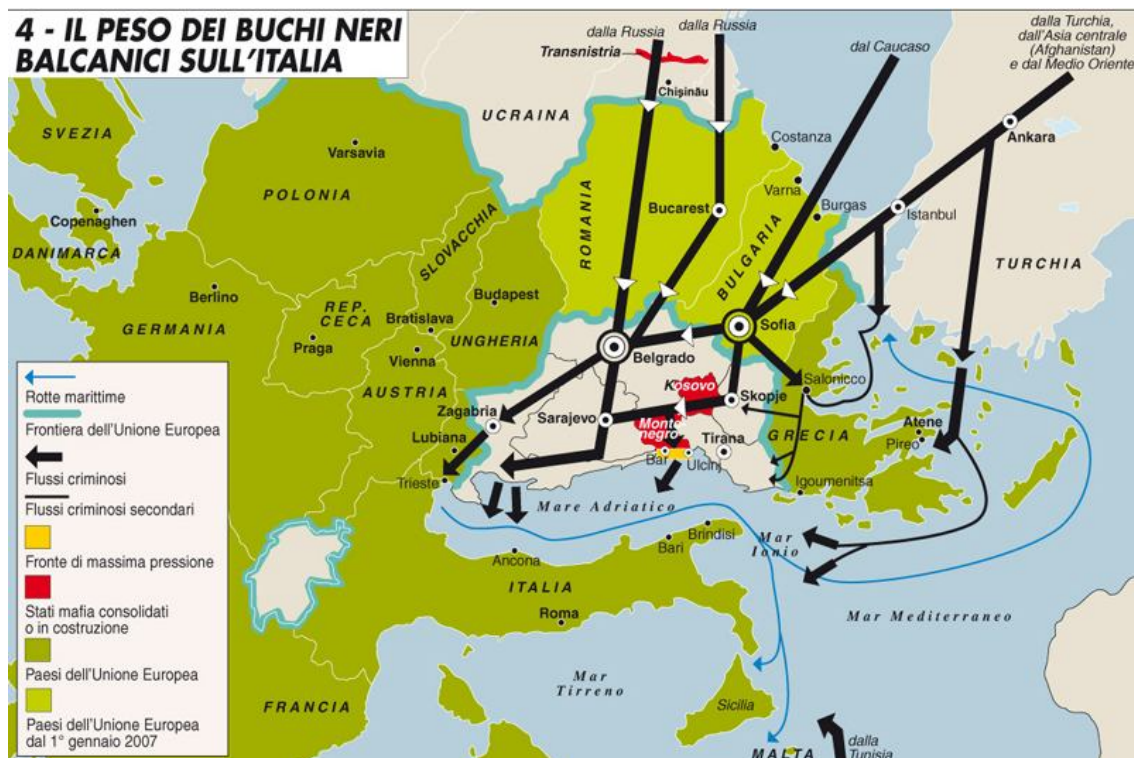 4 - IL PESO DEI BUCHI NERI
BALCANICI SULL'ITALIA
dalla Russia
dalla Russia
Transnistria
Chişinău
dal Caucaso
dalla Turchia,
dall'Asia centrale
(Afghanistan)
e dal Medio Oriente
UCRAINA
SVEZIA
Varsavia
POLONIA
Copenaghen
DANIMARCA
Costanza
Ankara
Varna
Burgas
Istanbul
Bucarest
ROMANIA
BULGARIA
TURCHIA
SLOVACCHIA
Berlino
GERMANIA
REP.
CECA
Praga
Budapest
Bratislava
UNGHERIA
Vienna
AUSTRIA
Sofia
Belgrado
Kosovo
Skopje
Salonicco
Zagabria
Sarajevo
Monte
negro
Tirana
GRECIA
Atene
Pireo
Lubiana
Bar
Ulcinj
Trieste
Igoumenitsa
Mare Adriatico
Brindisi
Bari
Mar
Ionio
Ancona
ITALIA
Roma
Mar Mediterraneo
Mar
Tirreno
FRANCIA
Sicilia
MALTA
dalla
Tunisia
Rotte marittime
Frontiera dell'Unione Europea
Flussi criminosi
Flussi criminosi secondari
Fronte di massima pressione
Stati mafia consolidati
o in costruzione
Paesi dell'Unione Europea
Paesi dell'Unione Europea
dal 1° gennaio 2007